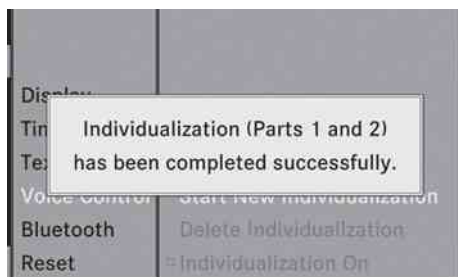 Individualization (Parts 1 and 2)
has been completed successfully.
Voice Control
Start New Individualization
Bluetooth
Delete Individualization
Reset
Individualization On